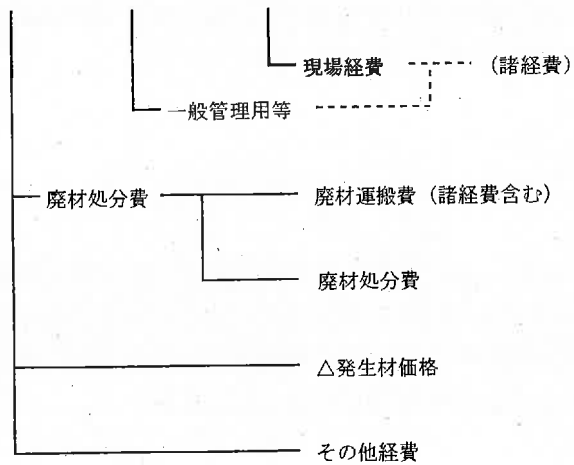 現場経費
(諸経費)
一般管理用等
廃材処分費
廃材運搬費（諸経費含む）
廃材処分費
△発生材価格
その他経費